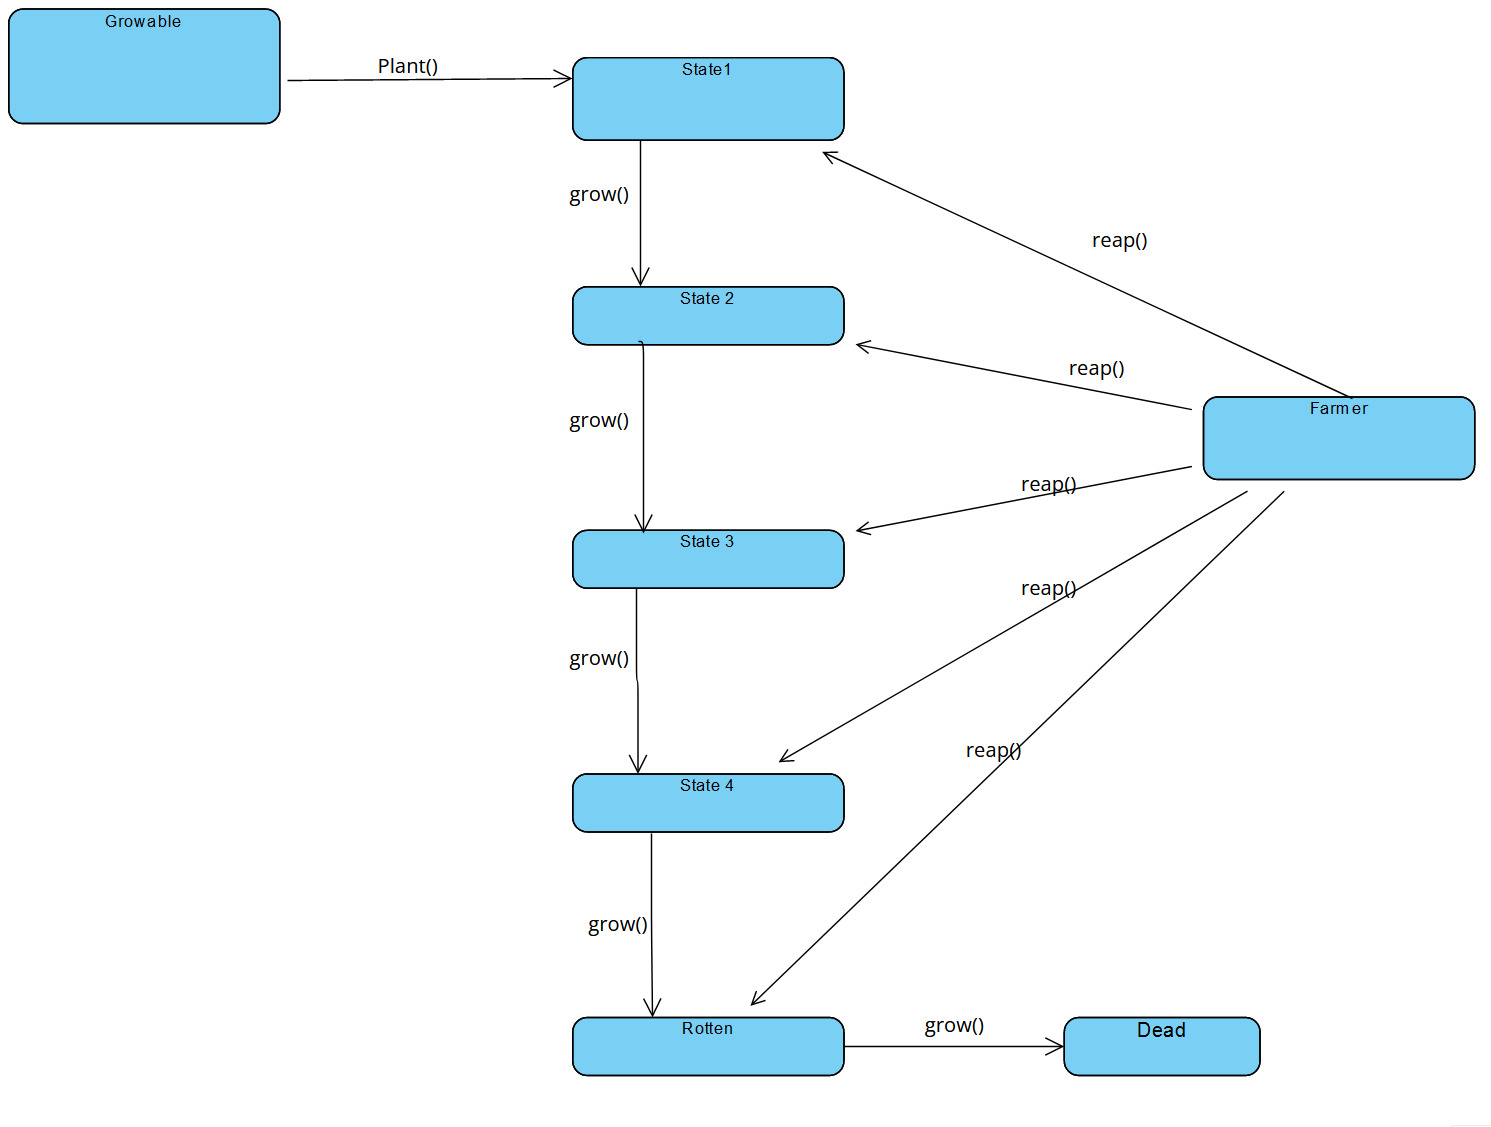 Growable
Plant()
State1
grow()
reap()
State 2
reap()
Farmer
grow()
reap()
State 3
reap()
grow()
reap()
State 4
grow()
Rotten
grow()
Dead